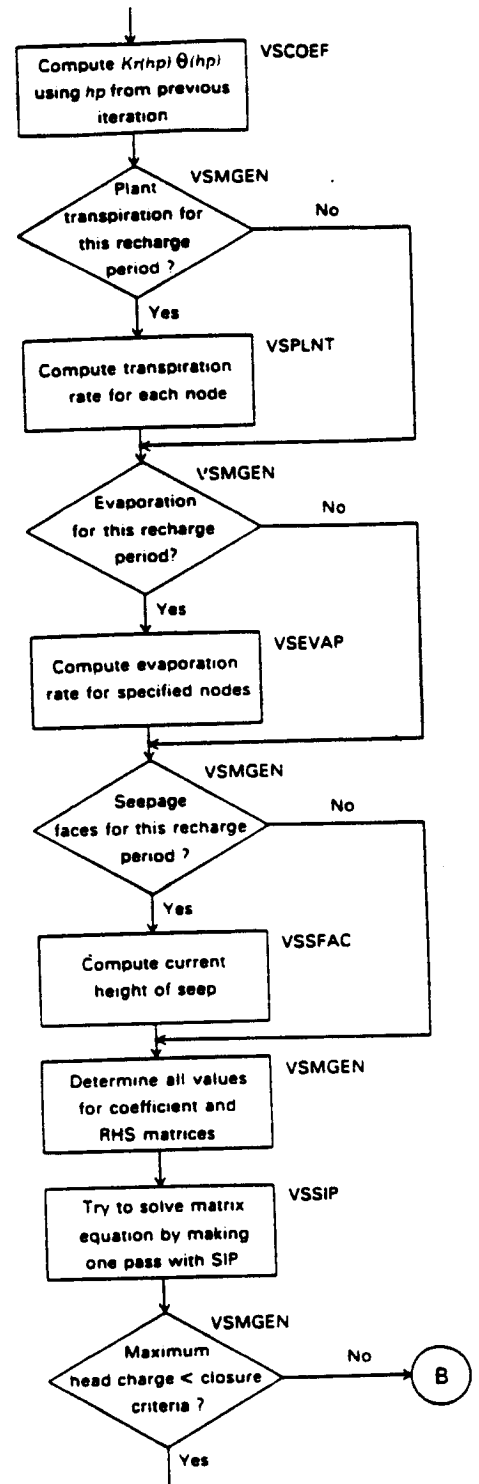 VSCOEF
Compute Kr(hp) θ(hp)
using hp from previous
iteration
VSMGEN
Plant
transpiration for
this recharge
period ?
No
Yes
VSPLNT
Compute transpiration
rate for each node
VSMGEN
Evaporation
for this recharge
period?
No
Yes
VSEVAP
Compute evaporation
rate for specified nodes
VSMGEN
Seepage
faces for this recharge
period ?
No
Yes
VSSFAC
Compute current
height of seep
VSMGEN
Determine all values
for coefficient and
RHS matrices
VSSIP
Try to solve matrix
equation by making
one pass with SIP
VSMGEN
Maximum
head charge < closure
criteria ?
No
B
Yes